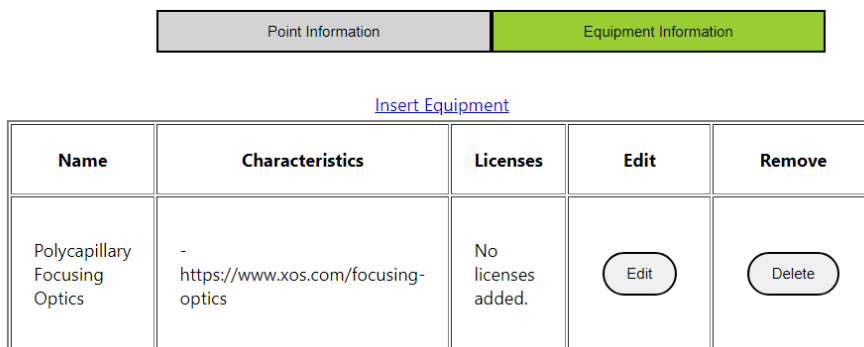 Point Information
Equipment Information
Insert Equipment
Name
Characteristics
Licenses
Edit
Remove
Polycapillary
Focusing
Optics
-
https://www.xos.com/focusing-
optics
No
licenses
added.
Edit
Delete